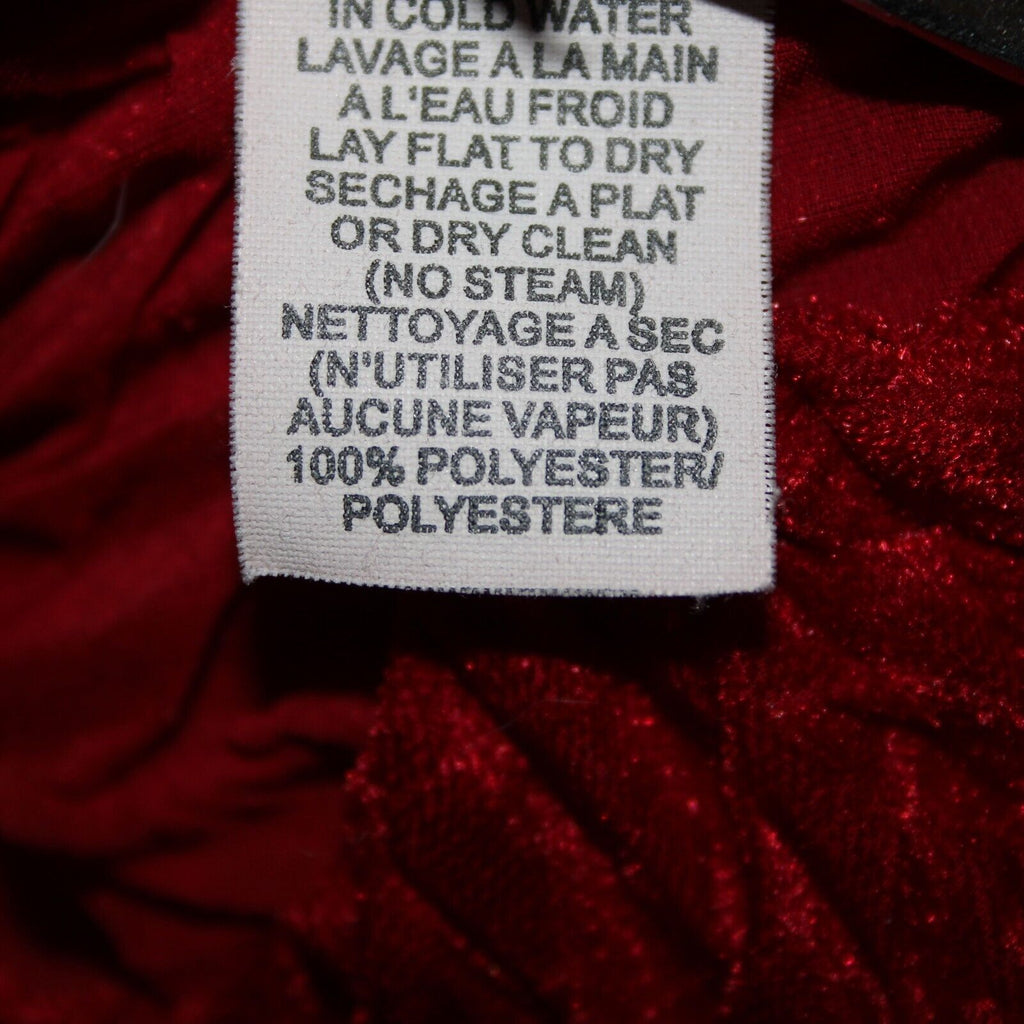 IN COLD WATER
LAVAGE A LA MAIN
A L'EAU FROID
LAY FLAT TO DRY
SECHAGE A PLAT
OR DRY CLEAN
(NO STEAM)
NETTOYAGE A SEC
(N'UTILISER PAS
AUCUNE VAPEUR)
100% POLYESTER/
POLYESTERE